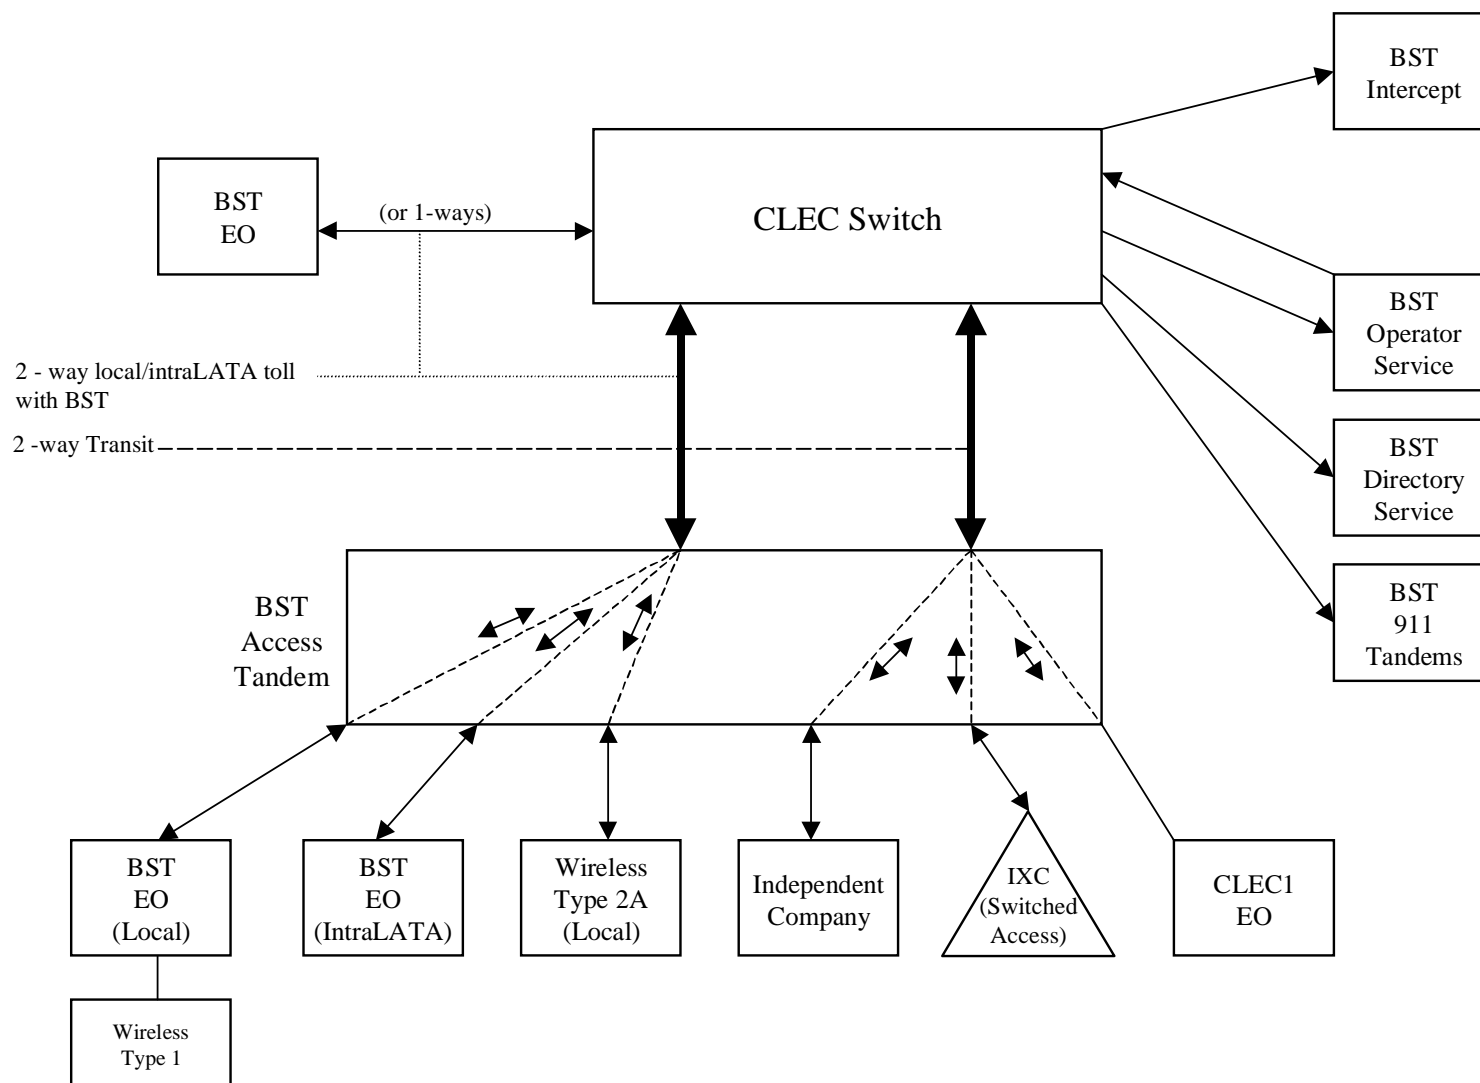 BST
Intercept
BST
EO
(or 1-ways)
CLEC Switch
BST
Operator
Service
2 - way local/intraLATA toll
with BST
2 -way Transit
BST
Directory
Service
BST
911
Tandems
BST
Access
Tandem
BST
EO
(Local)
BST
EO
(IntraLATA)
Wireless
Type 2A
(Local)
Independent
Company
IXC
(Switched
Access)
CLEC1
EO
Wireless
Type 1